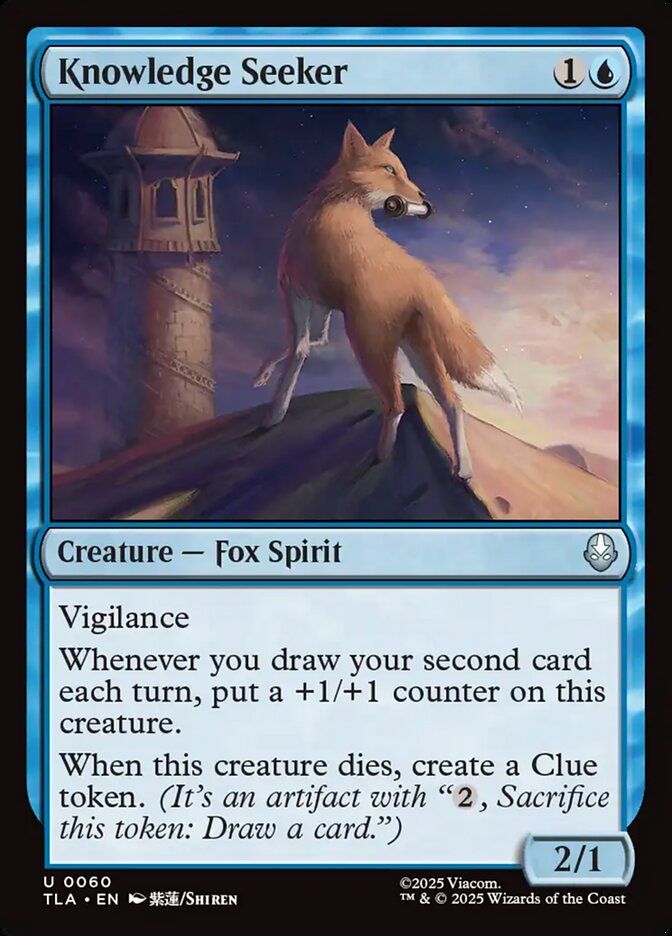 Knowledge Seeker 1
Creature — Fox Spirit
Vigilance
Whenever you draw your second card
each turn, put a +1/+1 counter on this
creature.
When this creature dies, create a Clue
token. (It's an artifact with “2, Sacrifice
this token: Draw a card.”)
2/1
U 0060
TLA • EN 紫蓮/Shiren
©2025 Viacom.
™ & © 2025 Wizards of the Coast